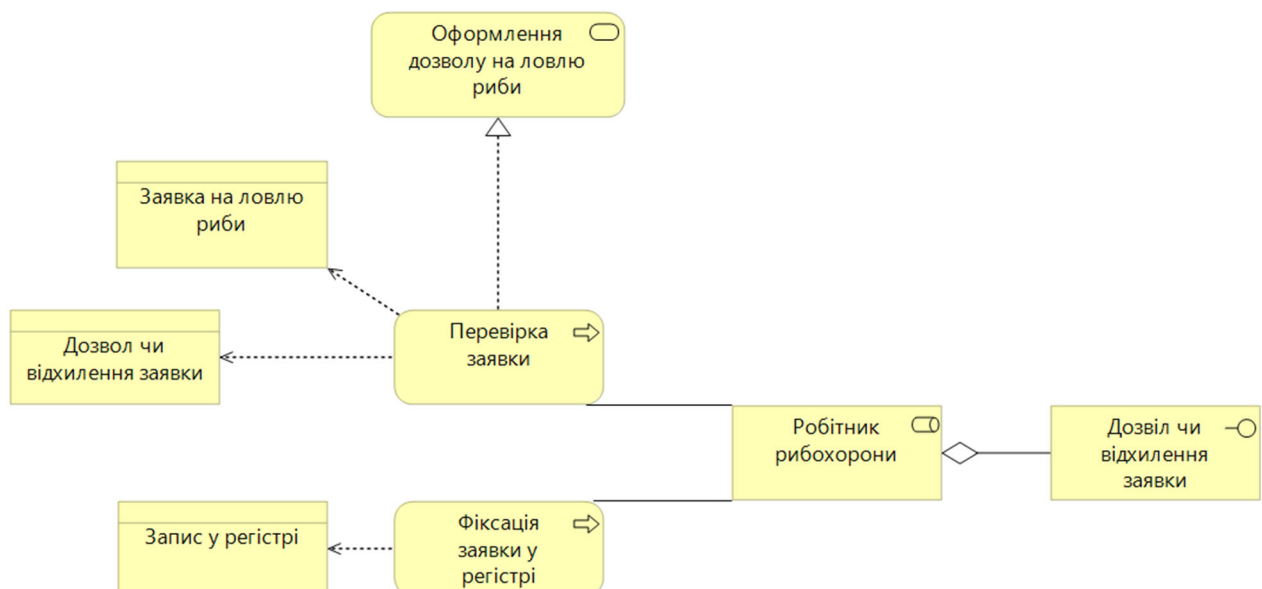 Оформлення
дозволу на ловлю
риби
Заявка на ловлю
риби
Дозвол чи
відхилення заявки
Перевірка
заявки
Робітник
рибохорони
Дозвіл чи
відхилення
заявки
Запис у регістрі
Фіксація
заявки у
регістрі